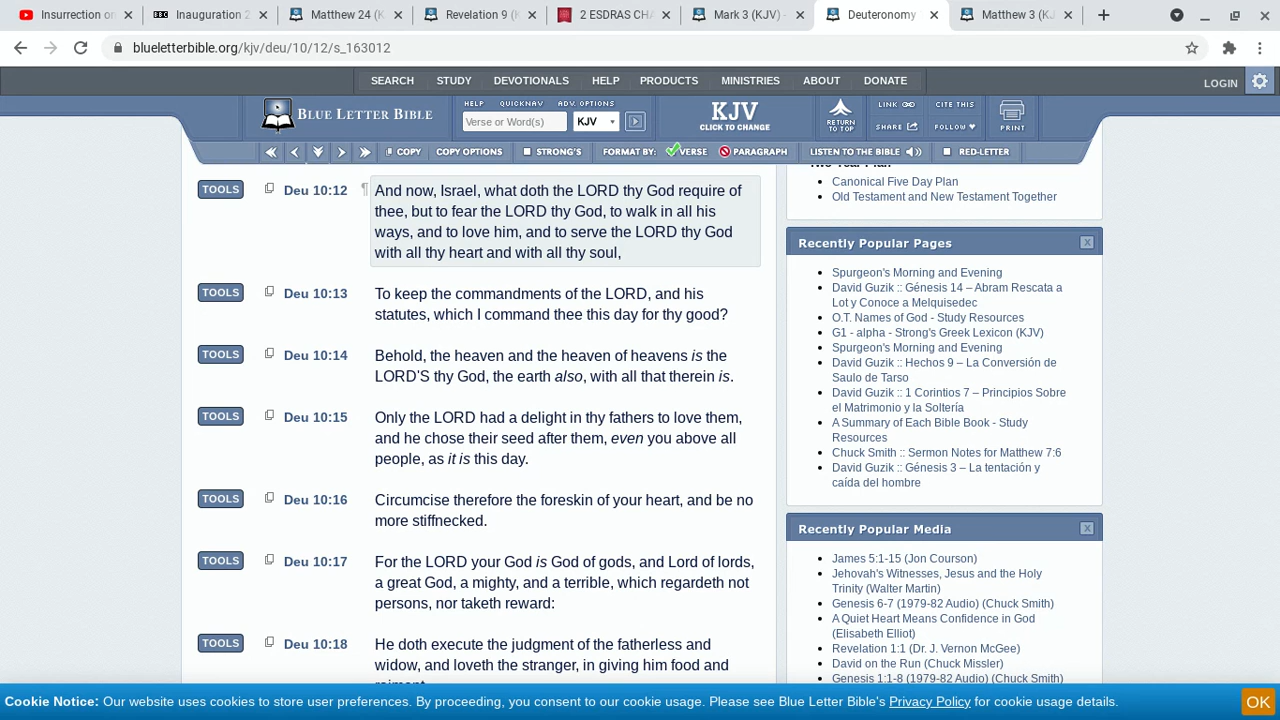 Insurrection on
Inauguration 2
Matthew 24 (K
Revelation 9 (
2 ESDRAS CHA
Mark 3 (KJV) -
Deuteronomy
Matthew 3 (KJ
blueletterbible.org/kjv/deu/10/12/s_163012
SEARCH STUDY DEVOTIONALS HELP PRODUCTS MINISTRIES ABOUT DONATE
LOGIN
HELP QUICKNAV ADV. OPTIONS
BLUE LETTER BIBLE
Verse or Word(s) KJV
KJV
CLICK TO CHANGE
RETURN
TO TOP
LINK
CITE THIS
SHARE
FOLLOW
PRINT
COPY COPY OPTIONS STRONG'S FORMAT BY: VERSE PARAGRAPH LISTEN TO THE BIBLE RED-LETTER
TOOLS Deu 10:12 ¶ And now, Israel, what doth the LORD thy God require of
thee, but to fear the LORD thy God, to walk in all his
ways, and to love him, and to serve the LORD thy God
with all thy heart and with all thy soul,
TOOLS Deu 10:13 To keep the commandments of the LORD, and his
statutes, which I command thee this day for thy good?
TOOLS Deu 10:14 Behold, the heaven and the heaven of heavens is the
LORD'S thy God, the earth also, with all that therein is.
TOOLS Deu 10:15 Only the LORD had a delight in thy fathers to love them,
and he chose their seed after them, even you above all
people, as it is this day.
TOOLS Deu 10:16 Circumcise therefore the foreskin of your heart, and be no
more stiffnecked.
TOOLS Deu 10:17 For the LORD your God is God of gods, and Lord of lords,
a great God, a mighty, and a terrible, which regardeth not
persons, nor taketh reward:
TOOLS Deu 10:18 He doth execute the judgment of the fatherless and
widow, and loveth the stranger, in giving him food and
raiment
Two Year Plan
Canonical Five Day Plan
Old Testament and New Testament Together
Recently Popular Pages X
Spurgeon's Morning and Evening
David Guzik :: Génesis 14 – Abram Rescata a
Lot y Conoce a Melquisedec
O.T. Names of God - Study Resources
G1 - alpha - Strong's Greek Lexicon (KJV)
Spurgeon's Morning and Evening
David Guzik :: Hechos 9 – La Conversión de
Saulo de Tarso
David Guzik :: 1 Corintios 7 – Principios Sobre
el Matrimonio y la Soltería
A Summary of Each Bible Book - Study
Resources
Chuck Smith :: Sermon Notes for Matthew 7:6
David Guzik :: Génesis 3 – La tentación y
caída del hombre
Recently Popular Media X
James 5:1-15 (Jon Courson)
Jehovah's Witnesses, Jesus and the Holy
Trinity (Walter Martin)
Genesis 6-7 (1979-82 Audio) (Chuck Smith)
A Quiet Heart Means Confidence in God
(Elisabeth Elliot)
Revelation 1:1 (Dr. J. Vernon McGee)
David on the Run (Chuck Missler)
Genesis 1:1-8 (1979-82 Audio) (Chuck Smith)
Cookie Notice: Our website uses cookies to store user preferences. By proceeding, you consent to our cookie usage. Please see Blue Letter Bible's Privacy Policy for cookie usage details. OK